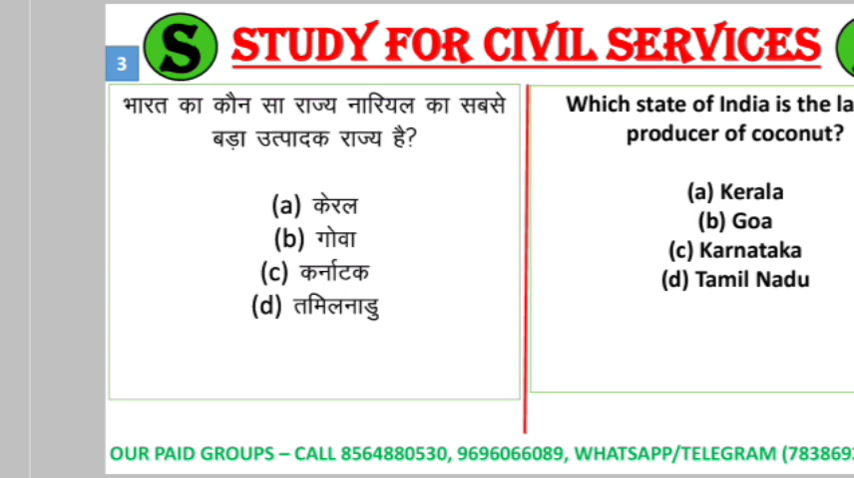 S STUDY FOR CIVIL SERVICES
3
भारत का कौन सा राज्य नारियल का सबसे
बड़ा उत्पादक राज्य है?
(a) केरल
(b) गोवा
(c) कर्नाटक
(d) तमिलनाडु
Which state of India is the la
producer of coconut?
(a) Kerala
(b) Goa
(c) Karnataka
(d) Tamil Nadu
OUR PAID GROUPS – CALL 8564880530, 9696066089, WHATSAPP/TELEGRAM (783869